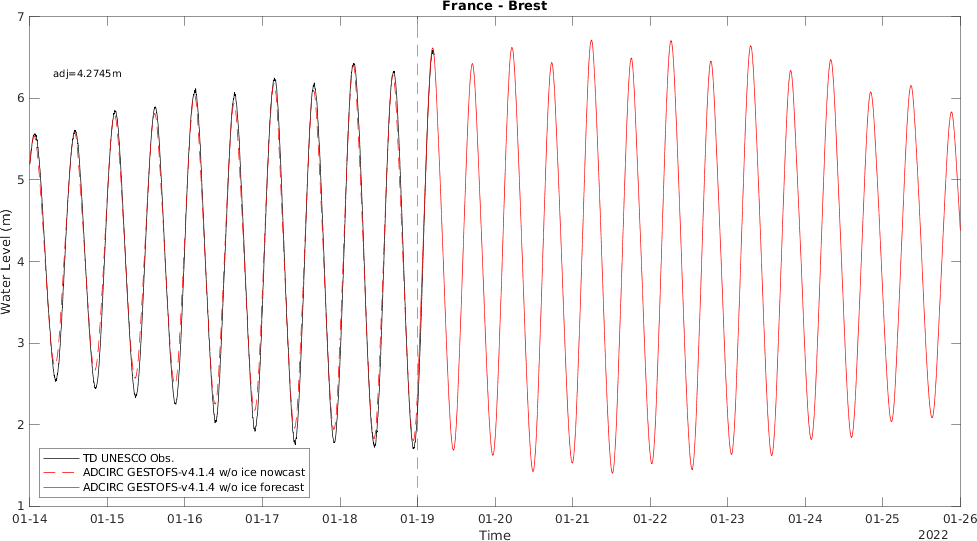 France - Brest
7
6
5
4
3
2
1
Water Level (m)
adj=4.2745m
TD UNESCO Obs.
ADCIRC GESTOFS-v4.1.4 w/o ice nowcast
ADCIRC GESTOFS-v4.1.4 w/o ice forecast
01-14 01-15 01-16 01-17 01-18 01-19 01-20 01-21 01-22 01-23 01-24 01-25 01-26
Time
2022